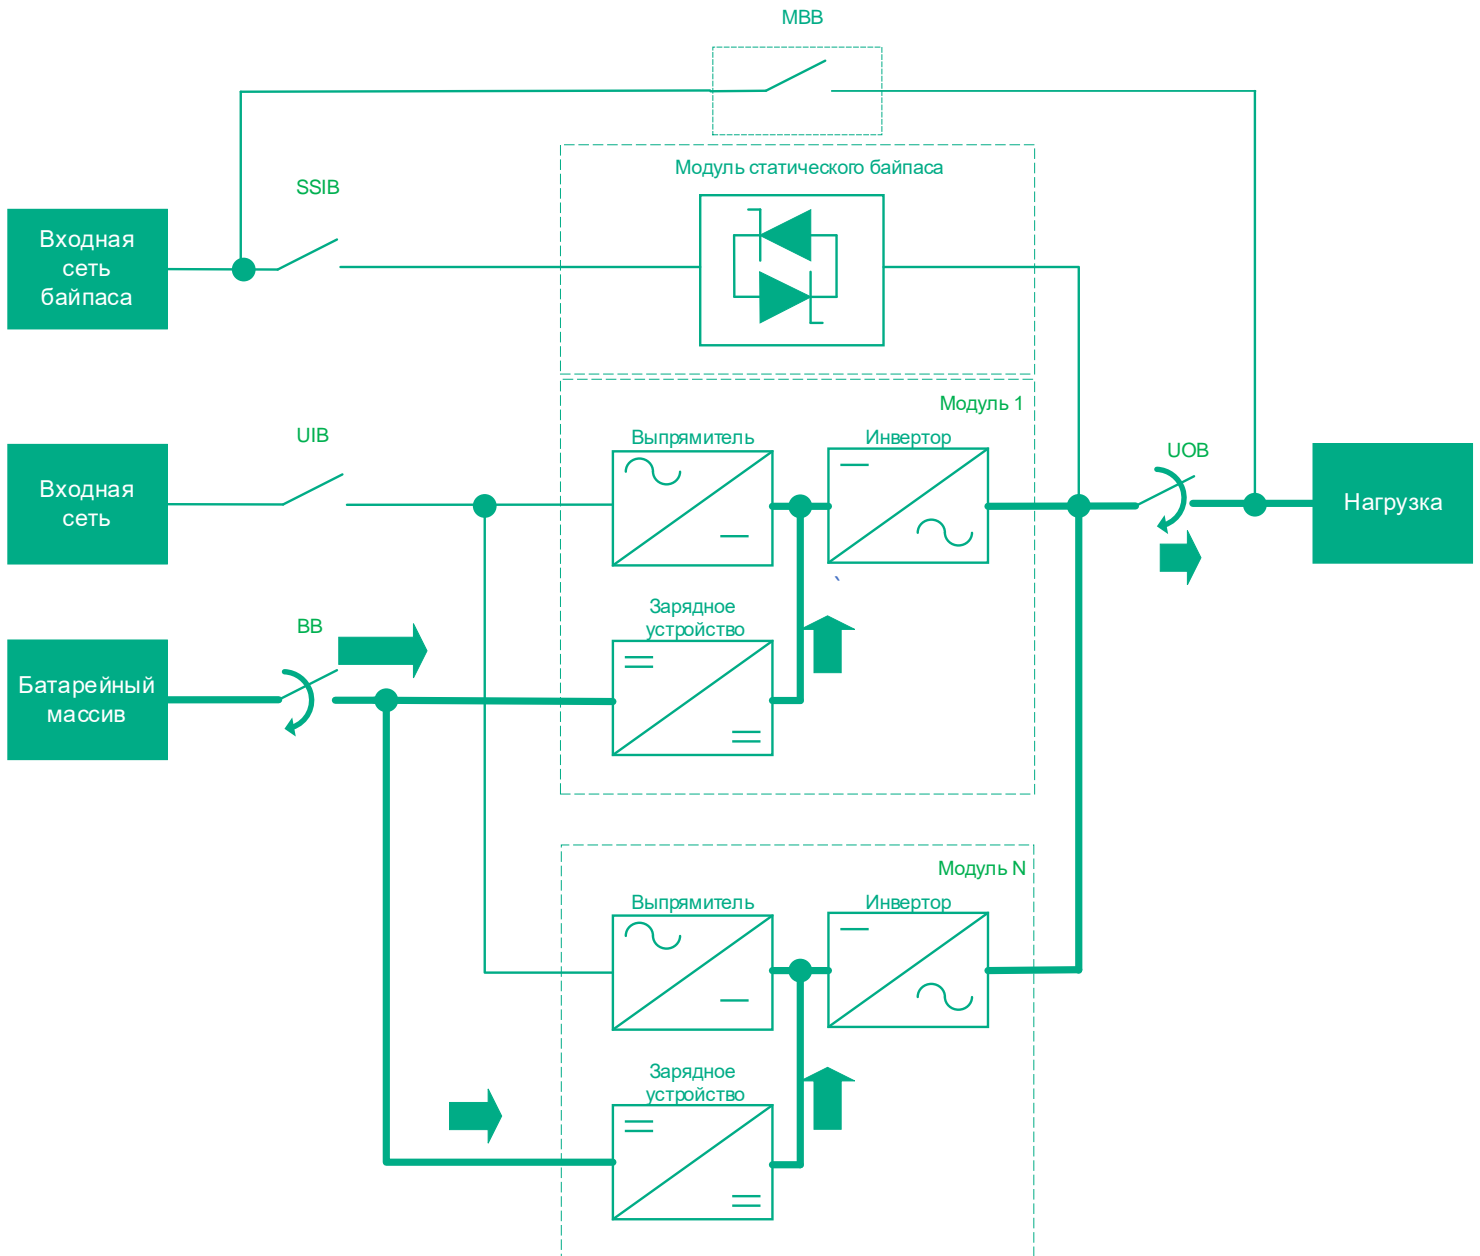 MBB
Модуль статического байпаса
SSIB
Входная
сеть
байпаса
Модуль 1
UIB
Выпрямитель
Инвертор
UOB
Входная
сеть
Нагрузка
`
Зарядное
устройство
BB
Батарейный
массив
Модуль N
Выпрямитель
Инвертор
Зарядное
устройство